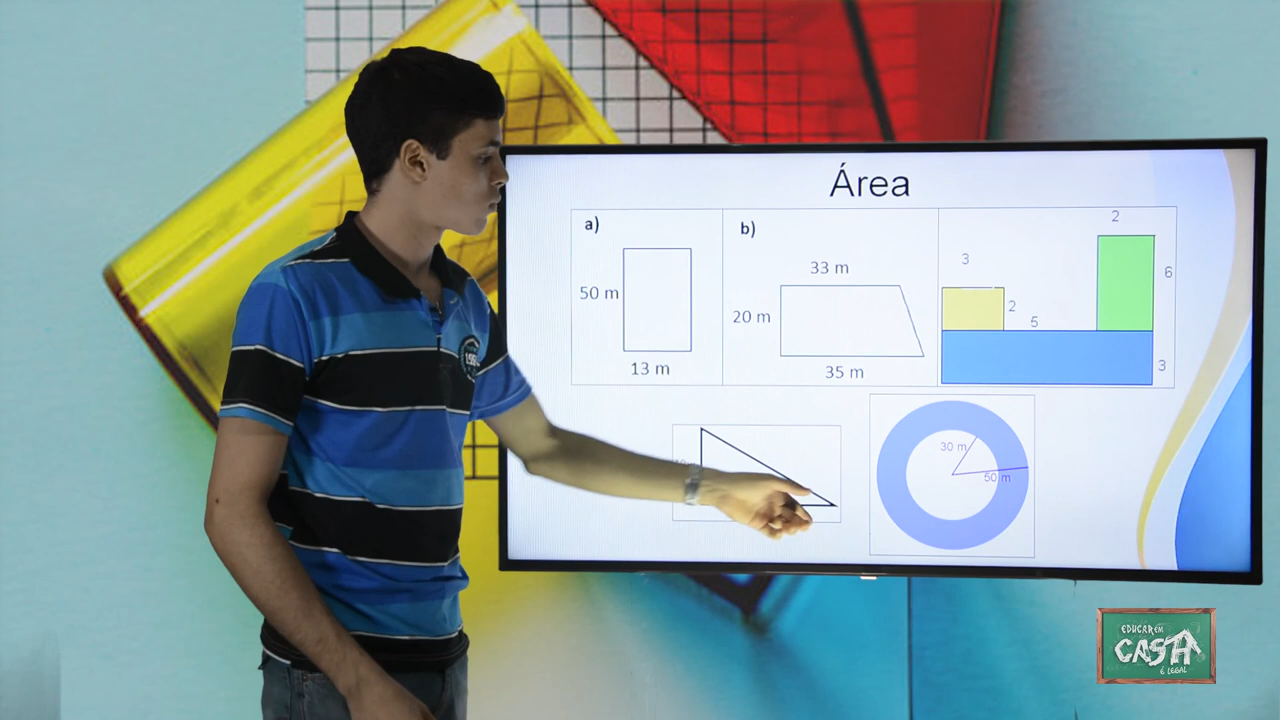 Área
a)
50 m
13 m
b)
33 m
20 m
35 m
3
2
5
2
6
3
30 m
50 m
EDUCAR EM
CASA
É LEGAL